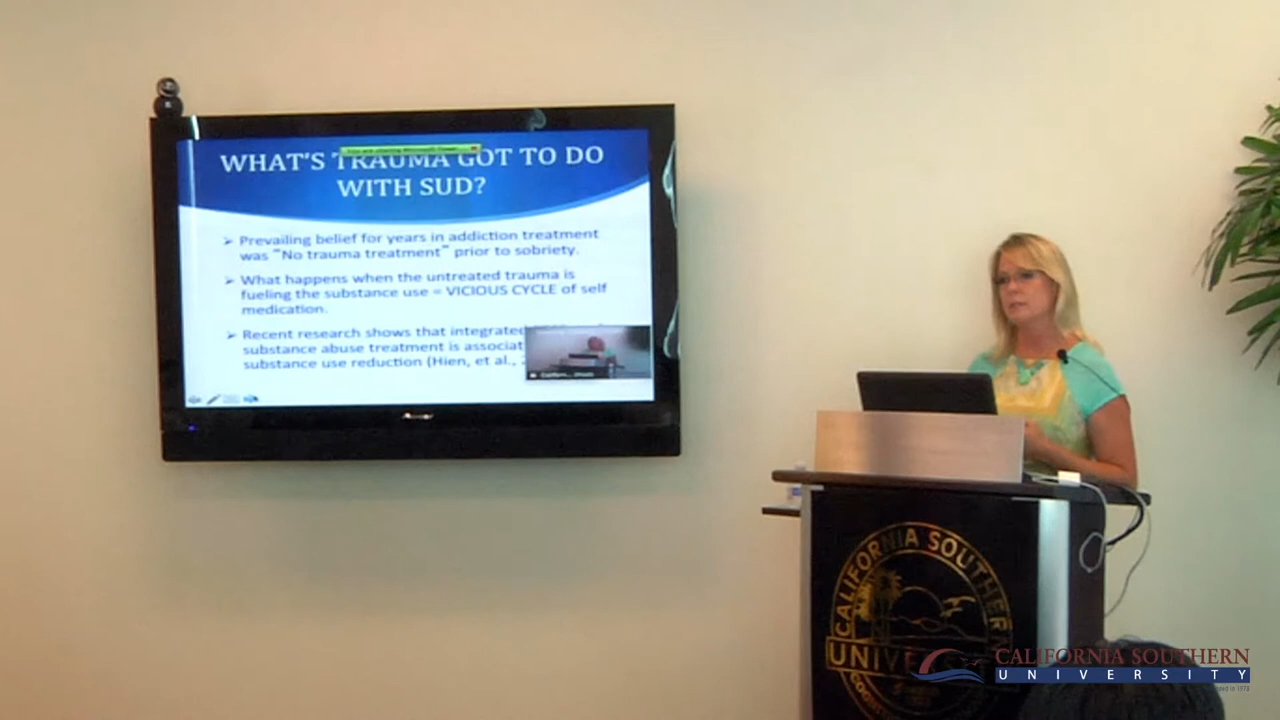 WHAT'S TRAUMA GOT TO DO
WITH SUD?
➢ Prevailing belief for years in addiction treatment
was "No trauma treatment" prior to sobriety.
➢ What happens when the untreated trauma is
fueling the substance use = VICIOUS CYCLE of self
medication.
➢ Recent research shows that integrated
substance abuse treatment is associat
substance use reduction (Hien, et al.,
CALIFORNIA SOUTHERN
UNIVE
CALIFORNIA SOUTHERN
UNIVERSITY